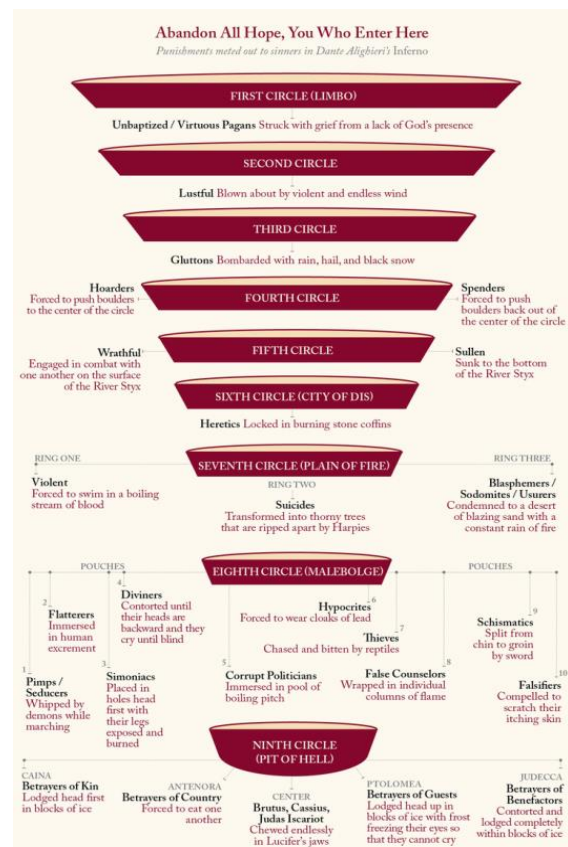 Abandon All Hope, You Who Enter Here
Punishments meted out to sinners in Dante Alighieri's Inferno
FIRST CIRCLE (LIMBO)
Unbaptized / Virtuous Pagans Struck with grief from a lack of God's presence
SECOND CIRCLE
Lustful Blown about by violent and endless wind
THIRD CIRCLE
Gluttons Bombarded with rain, hail, and black snow
Hoarders
Forced to push boulders
to the center of the circle
FOURTH CIRCLE
Spenders
Forced to push
boulders back out of
the center of the circle
Wrathful
Engaged in combat with
one another on the surface
of the River Styx
FIFTH CIRCLE
Sullen
Sunk to the bottom
of the River Styx
SIXTH CIRCLE (CITY OF DIS)
Heretics Locked in burning stone coffins
SEVENTH CIRCLE (PLAIN OF FIRE)
RING ONE
Violent
Forced to swim in a boiling
stream of blood
RING TWO
Suicides
Transformed into thorny trees
that are ripped apart by Harpies
RING THREE
Blasphemers /
Sodomites / Usurers
Condemned to a desert
of blazing sand with a
constant rain of fire
EIGHTH CIRCLE (MALEBOLGE)
POUCHES
POUCHES
1
Pimps /
Seducers
Whipped by
demons while
marching
2
Flatterers
Immersed
in human
excrement
3
Simoniacs
Placed in
holes head
first with
their legs
exposed and
burned
4
Diviners
Contorted until
their heads are
backward and they
cry until blind
5
Corrupt Politicians
Immersed in pool of
boiling pitch
6
Hypocrites
Forced to wear cloaks of lead
7
Thieves
Chased and bitten by reptiles
8
False Counselors
Wrapped in individual
columns of flame
9
Schismatics
Split from
chin to groin
by sword
10
Falsifiers
Compelled to
scratch their
itching skin
NINTH CIRCLE
(PIT OF HELL)
CAINA
Betrayers of Kin
Lodged head first
in blocks of ice
ANTENORA
Betrayers of Country
Forced to eat one
another
CENTER
Brutus, Cassius,
Judas Iscariot
Chewed endlessly
in Lucifer's jaws
PTOLOMEA
Betrayers of Guests
Lodged head up in
blocks of ice with frost
freezing their eyes so
that they cannot cry
JUDECCA
Betrayers of
Benefactors
Contorted and
lodged completely
within blocks of ice